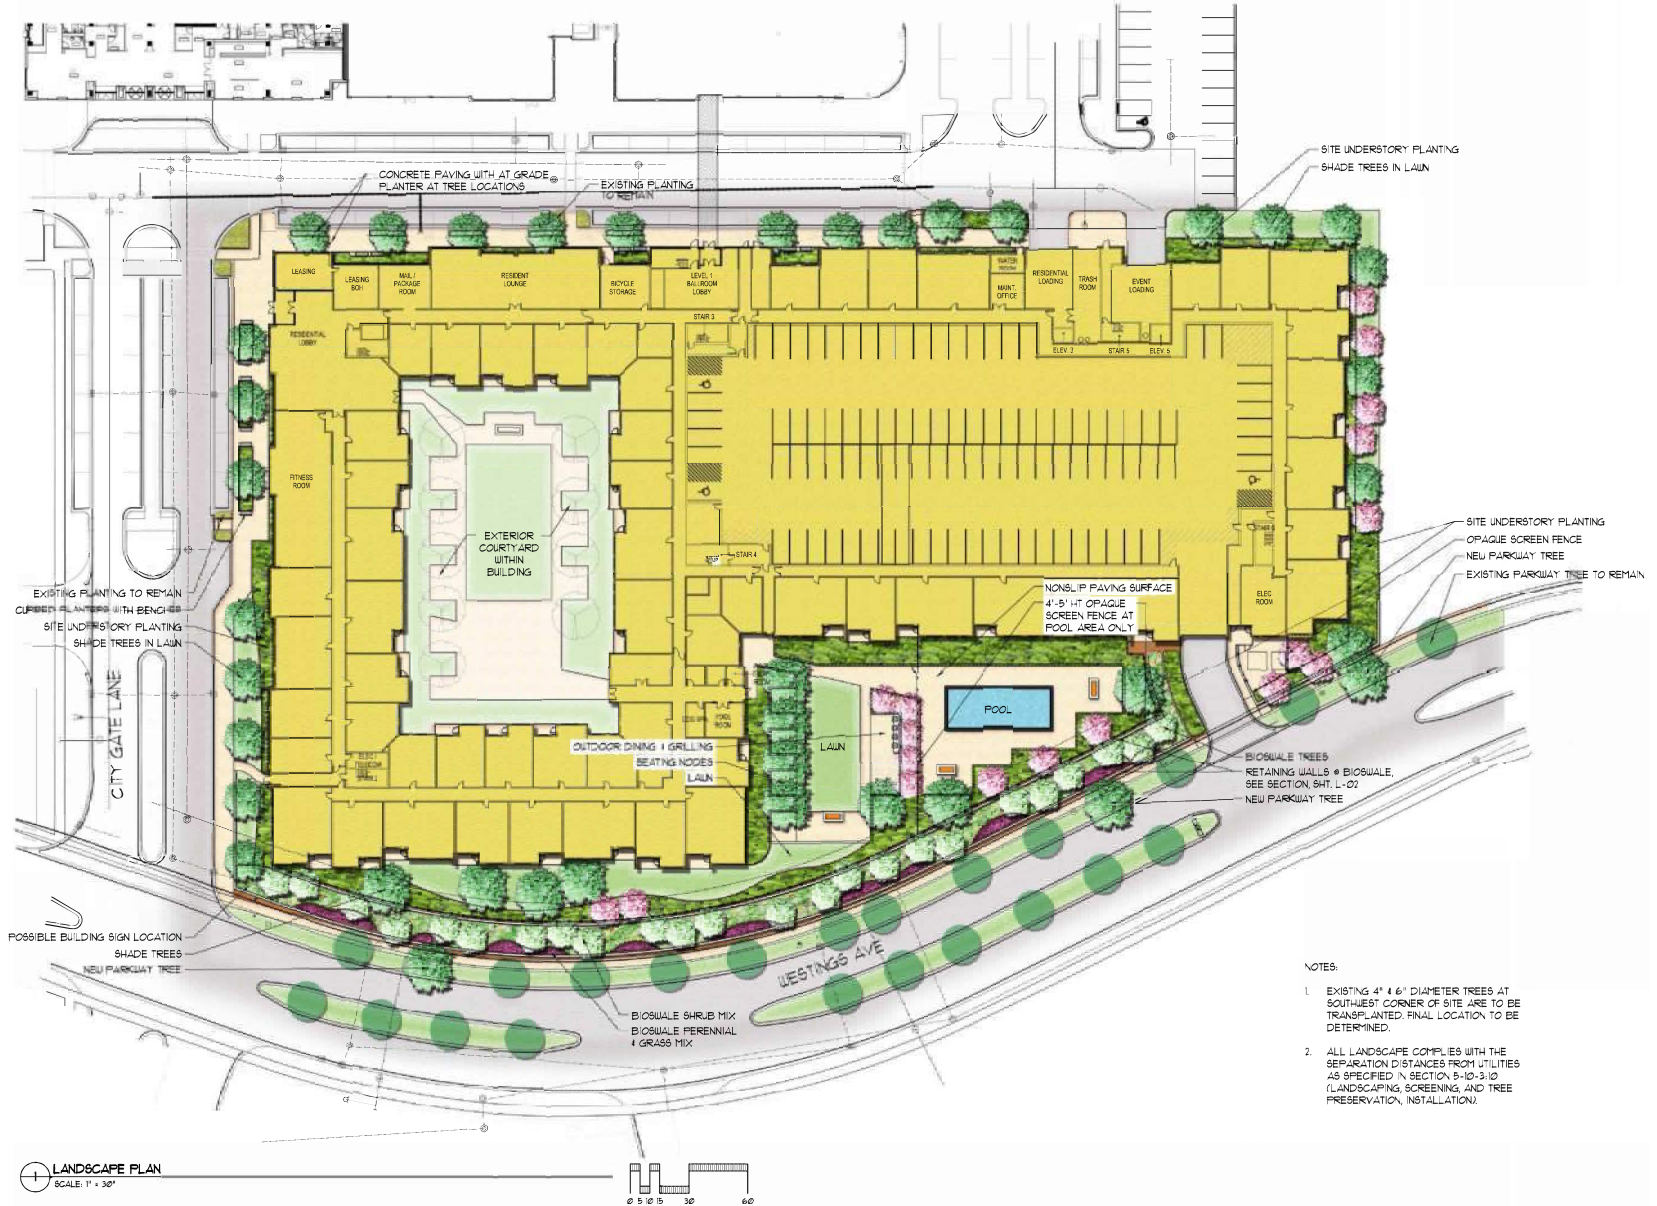 CONCRETE PAVING WITH AT GRADE
PLANTER AT TREE LOCATIONS
EXISTING PLANTING
TO REMAIN
SITE UNDERSTORY PLANTING
SHADE TREES IN LAWN
LEASING
LEASING
BOH
MAIL /
PACKAGE
ROOM
RESIDENT
LOUNGE
BICYCLE
STORAGE
LEVEL 1
BALLROOM
LOBBY
WATER
ROOM
MAINT.
OFFICE
RESIDENTIAL
LOADING
TRASH
ROOM
EVENT
LOADING
RESIDENTIAL
LOBBY
STAIR 3
ELEV. 3
STAIR 5
ELEV. 5
FITNESS
ROOM
EXTERIOR
COURTYARD
WITHIN
BUILDING
STAIR 4
UP
STAIR 6
ELEC
ROOM
SITE UNDERSTORY PLANTING
OPAQUE SCREEN FENCE
NEW PARKWAY TREE
EXISTING PARKWAY TREE TO REMAIN
NONSLIP PAVING SURFACE
4'-5' HT OPAQUE
SCREEN FENCE AT
POOL AREA ONLY
EXISTING PLANTING TO REMAIN
CURBED PLANTERS WITH BENCHES
SITE UNDERSTORY PLANTING
SHADE TREES IN LAWN
CITY GATE LANE
POOL
LAWN
POOL
ROOM
OUTDOOR DINING & GRILLING
SEATING NODES
LAWN
BIOSWALE TREES
RETAINING WALLS @ BIOSWALE,
SEE SECTION, SHT. L-02
NEW PARKWAY TREE
POSSIBLE BUILDING SIGN LOCATION
SHADE TREES
NEW PARKWAY TREE
WESTINGS AVE
BIOSWALE SHRUB MIX
BIOSWALE PERENNIAL
& GRASS MIX
NOTES:
1. EXISTING 4" & 6" DIAMETER TREES AT
SOUTHWEST CORNER OF SITE ARE TO BE
TRANSPLANTED. FINAL LOCATION TO BE
DETERMINED.
2. ALL LANDSCAPE COMPLIES WITH THE
SEPARATION DISTANCES FROM UTILITIES
AS SPECIFIED IN SECTION 5-10-3:10
(LANDSCAPING, SCREENING, AND TREE
PRESERVATION, INSTALLATION).
1 LANDSCAPE PLAN
SCALE: 1" = 30"
0 5 10 15 30 60